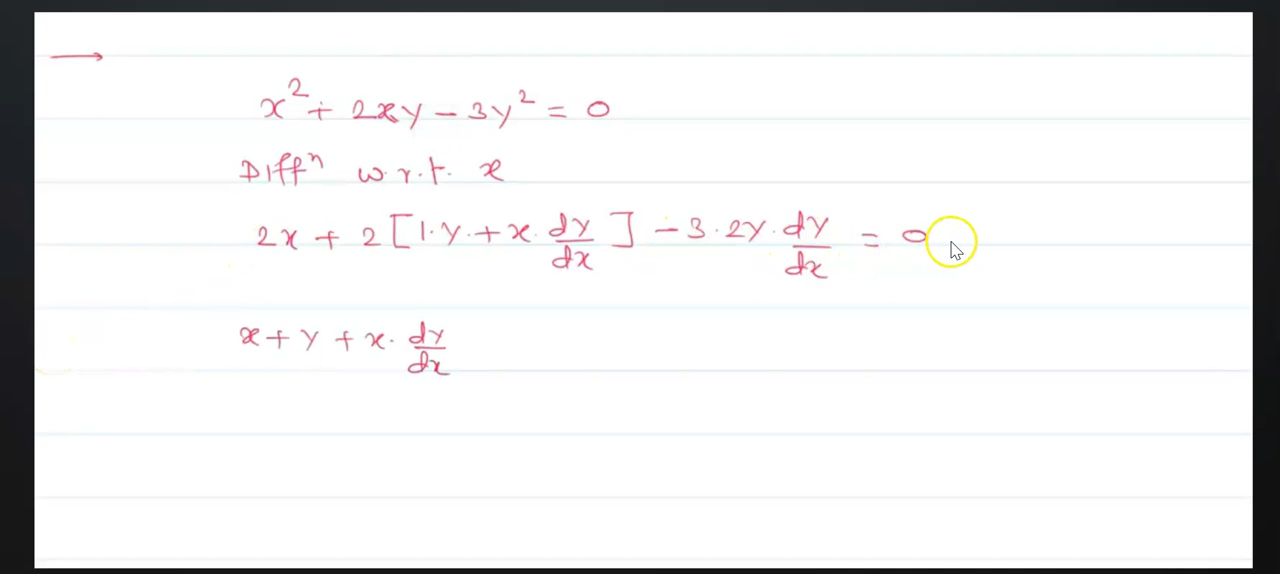 →
x² + 2xy - 3y² = 0
Diffⁿ w.r.t. x
2x + 2[1·y + x·dy/dx] - 3·2y·dy/dx = 0
x + y + x·dy/dx